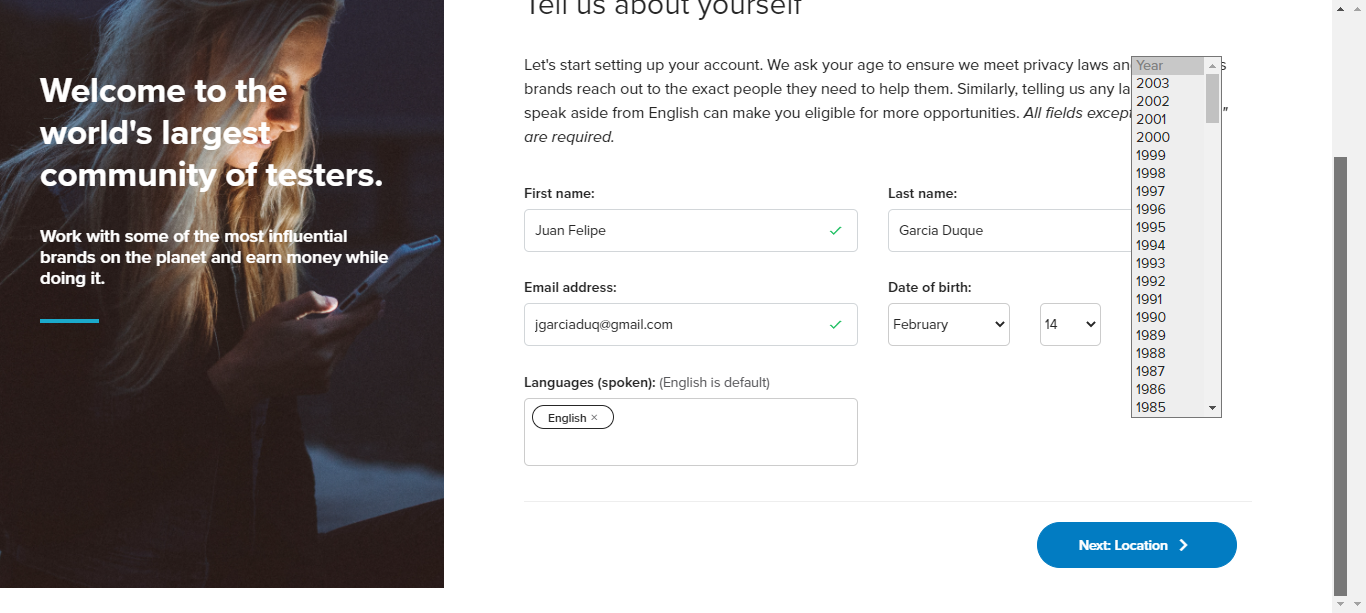 Tell us about yourself
Welcome to the
world's largest
community of testers.
Work with some of the most influential
brands on the planet and earn money while
doing it.
Let's start setting up your account. We ask your age to ensure we meet privacy laws an
brands reach out to the exact people they need to help them. Similarly, telling us any la
speak aside from English can make you eligible for more opportunities. All fields excep "
are required.
First name:
Last name:
Juan Felipe
Garcia Duque
Email address:
Date of birth:
jgarciaduq@gmail.com
February
14
Year
2003
2002
2001
2000
1999
1998
1997
1996
1995
1994
1993
1992
1991
1990
1989
1988
1987
1986
1985
Languages (spoken): (English is default)
English ×
Next: Location